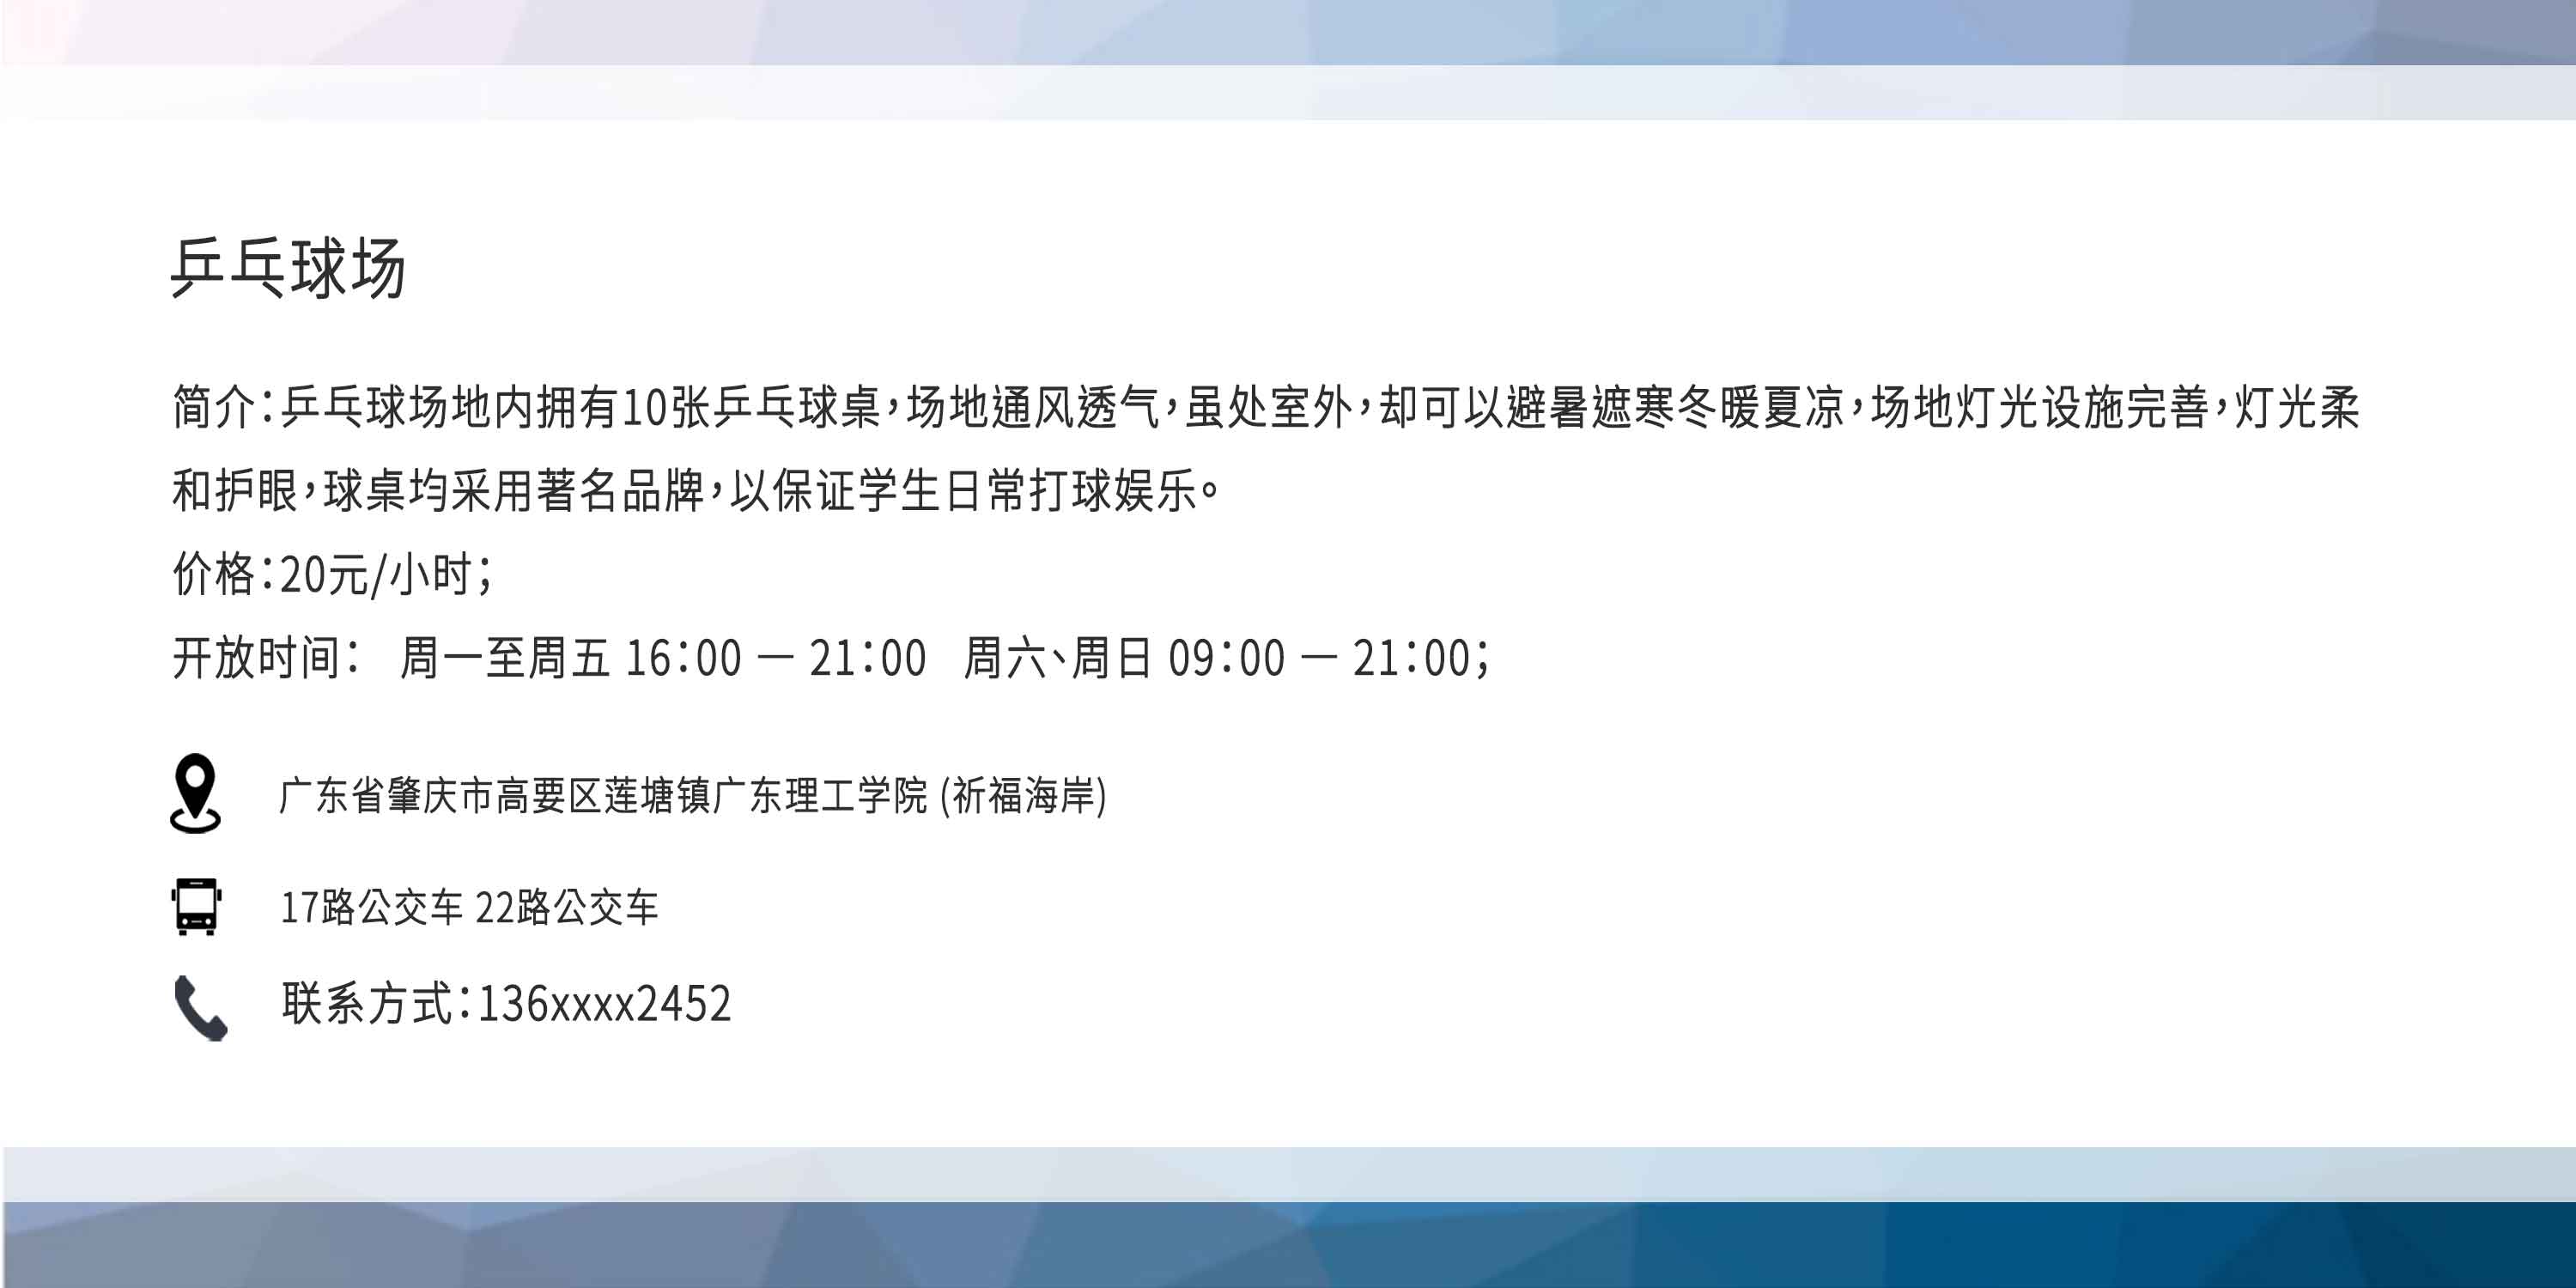 乒乓球场
简介：乒乓球场地内拥有10张乒乓球桌，场地通风透气，虽处室外，却可以避暑遮寒冬暖夏凉，场地灯光设施完善，灯光柔
和护眼，球桌均采用著名品牌，以保证学生日常打球娱乐。
价格：20元/小时；
开放时间： 周一至周五 16：00 — 21：00 周六、周日 09：00 — 21：00；
广东省肇庆市高要区莲塘镇广东理工学院 (祈福海岸)
17路公交车 22路公交车
联系方式：136xxxx2452